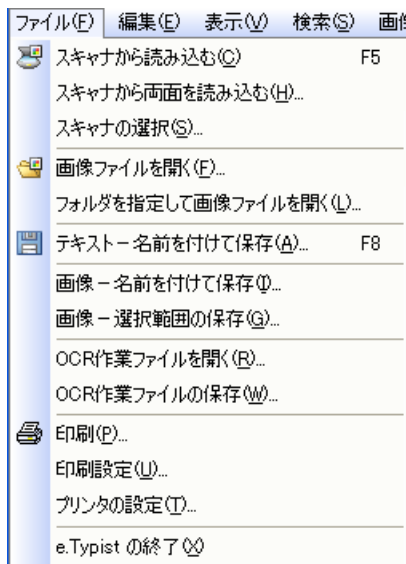 ファイル(F) 編集(E) 表示(V) 検索(S) 画像
スキャナから読み込む(C) F5
スキャナから両面を読み込む(H)...
スキャナの選択(S)...
画像ファイルを開く(F)...
フォルダを指定して画像ファイルを開く(L)...
テキスト－名前を付けて保存(A)... F8
画像－名前を付けて保存(I)...
画像－選択範囲の保存(G)...
OCR作業ファイルを開く(R)...
OCR作業ファイルの保存(W)...
印刷(P)...
印刷設定(U)...
プリンタの設定(T)...
e.Typist の終了(X)